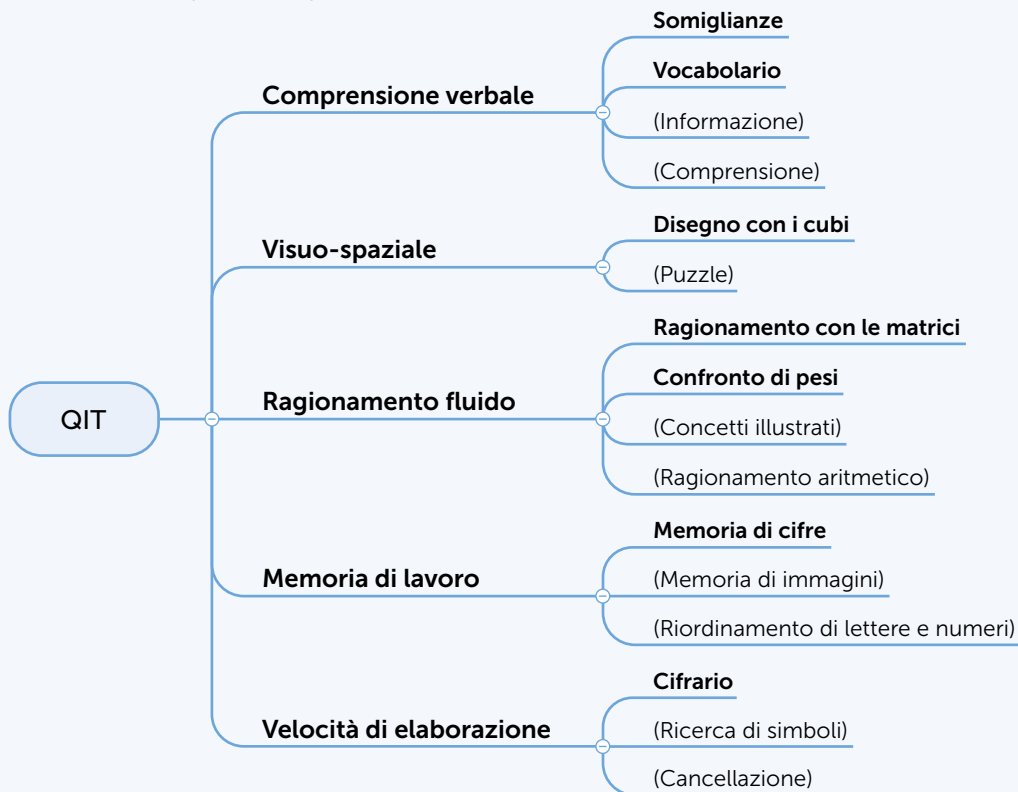 Somiglianze
Comprensione verbale
Vocabolario
(Informazione)
(Comprensione)
Visuo-spaziale
Disegno con i cubi
(Puzzle)
QIT
Ragionamento fluido
Ragionamento con le matrici
Confronto di pesi
(Concetti illustrati)
(Ragionamento aritmetico)
Memoria di lavoro
Memoria di cifre
(Memoria di immagini)
(Riordinamento di lettere e numeri)
Velocità di elaborazione
Cifrario
(Ricerca di simboli)
(Cancellazione)